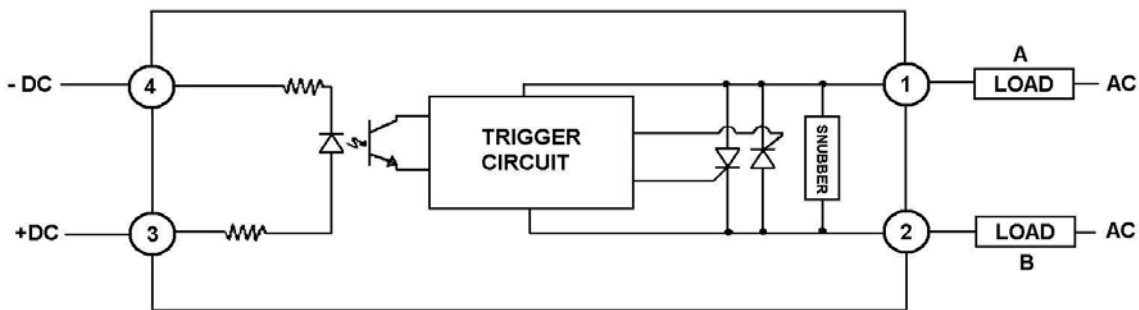 A
- DC
4
1
LOAD
AC
TRIGGER
CIRCUIT
SNUBBER
+DC
3
2
LOAD
AC
B